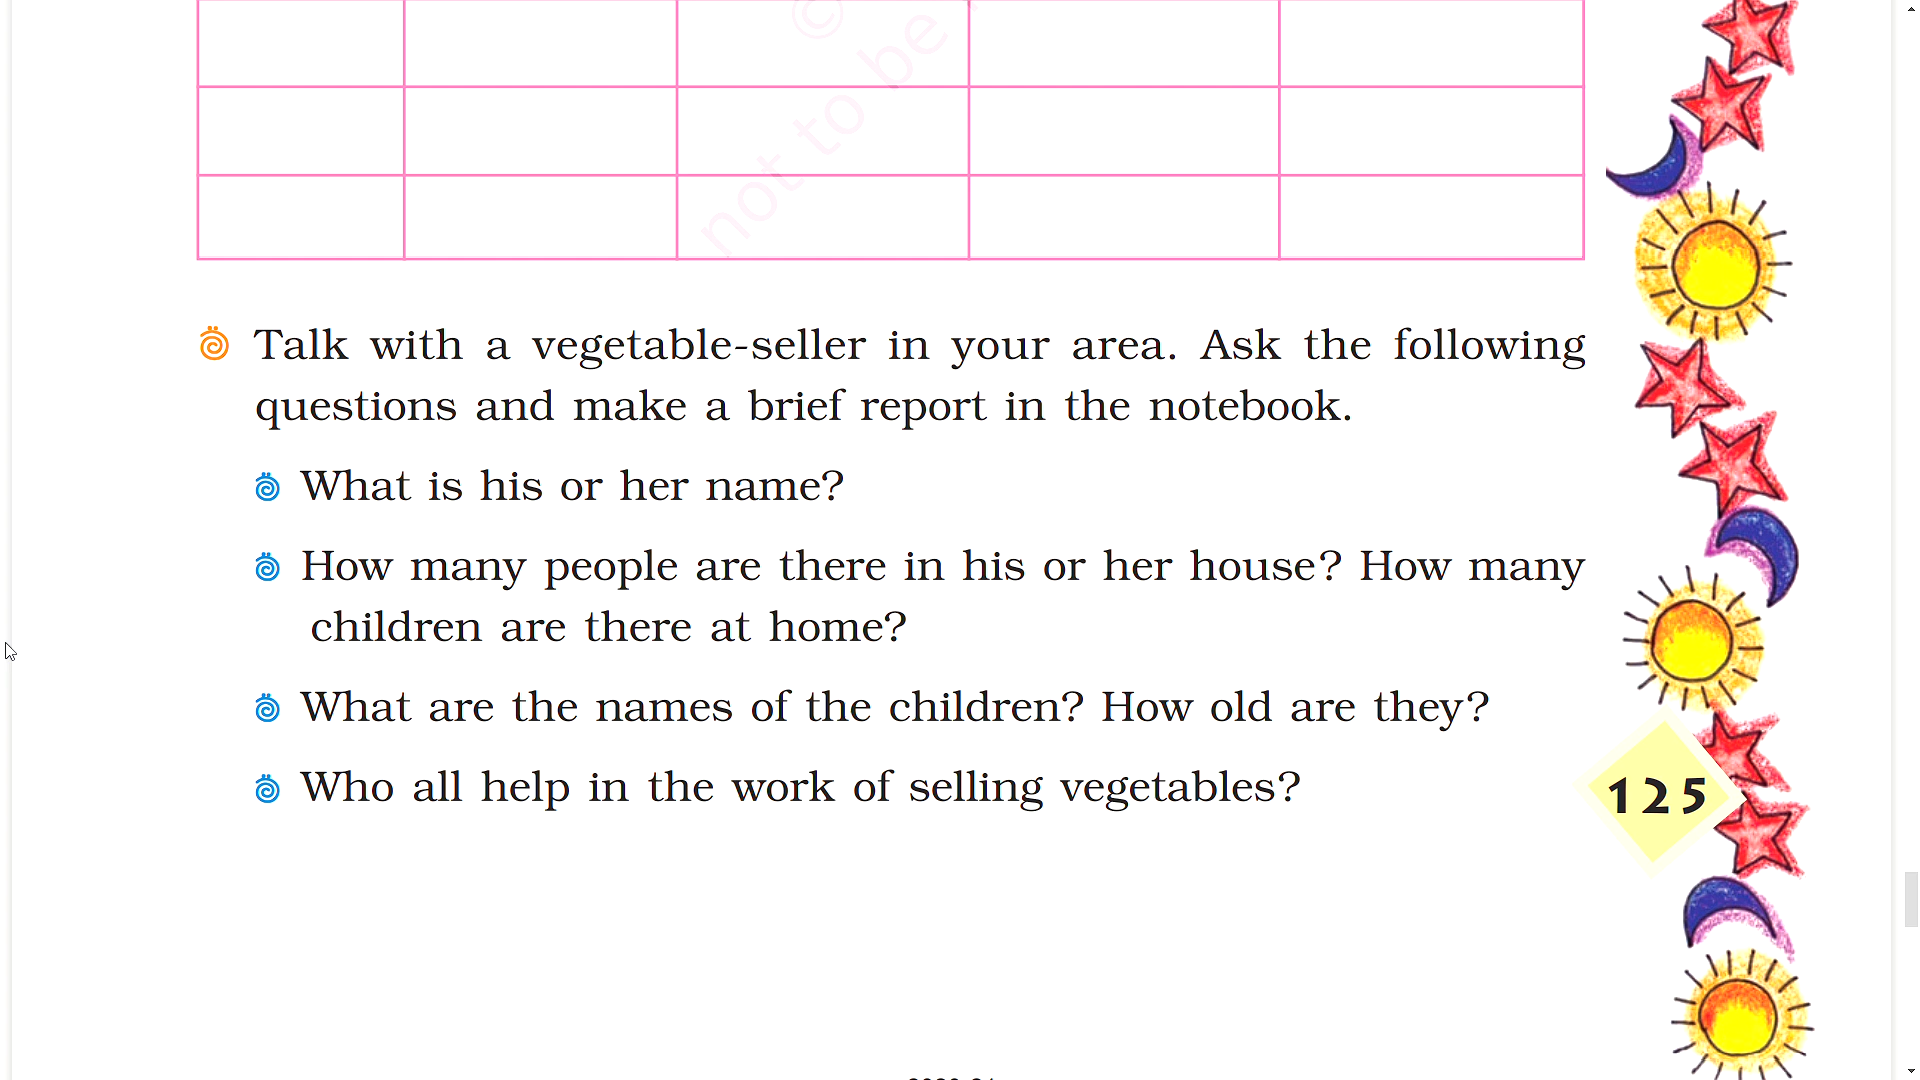 ©
not to be
Talk with a vegetable-seller in your area. Ask the following
questions and make a brief report in the notebook.
What is his or her name?
How many people are there in his or her house? How many
children are there at home?
What are the names of the children? How old are they?
Who all help in the work of selling vegetables?
125